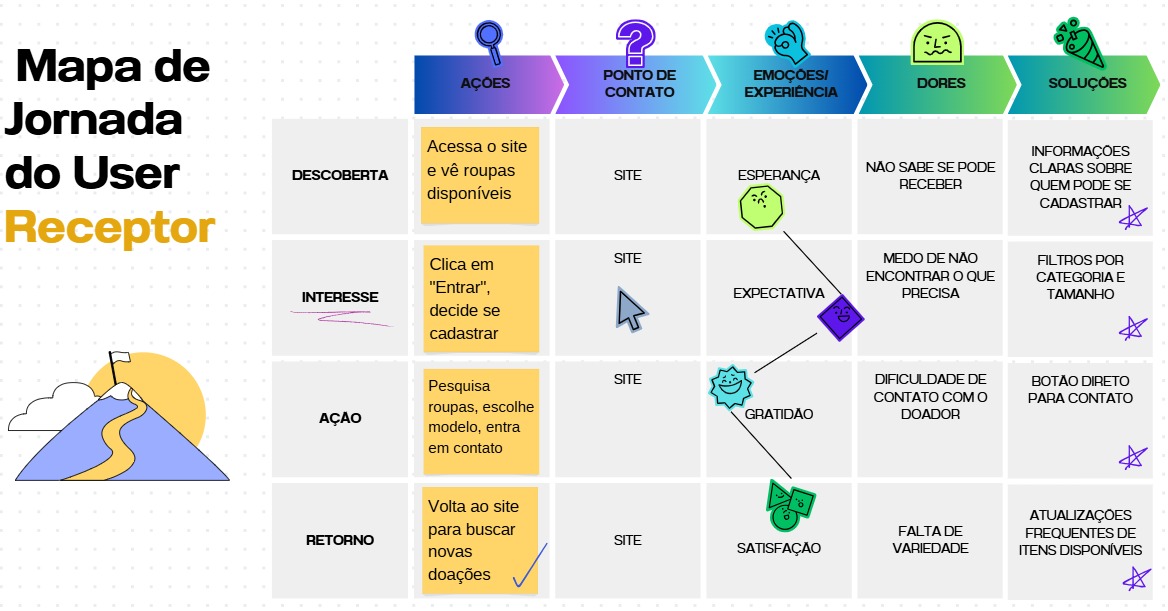 Mapa de
Jornada
do User
Receptor
AÇÕES
PONTO DE
CONTATO
EMOÇÕES/
EXPERIÊNCIA
DORES
SOLUÇÕES
DESCOBERTA
Acessa o site
e vê roupas
disponíveis
SITE
ESPERANÇA
NÃO SABE SE PODE
RECEBER
INFORMAÇÕES
CLARAS SOBRE
QUEM PODE SE
CADASTRAR
INTERESSE
Clica em
"Entrar",
decide se
cadastrar
SITE
EXPECTATIVA
MEDO DE NÃO
ENCONTRAR O QUE
PRECISA
FILTROS POR
CATEGORIA E
TAMANHO
AÇÃO
Pesquisa
roupas, escolhe
modelo, entra
em contato
SITE
GRATIDÃO
DIFICULDADE DE
CONTATO COM O
DOADOR
BOTÃO DIRETO
PARA CONTATO
RETORNO
Volta ao site
para buscar
novas
doações
SITE
SATISFAÇÃO
FALTA DE
VARIEDADE
ATUALIZAÇÕES
FREQUENTES DE
ITENS DISPONÍVEIS